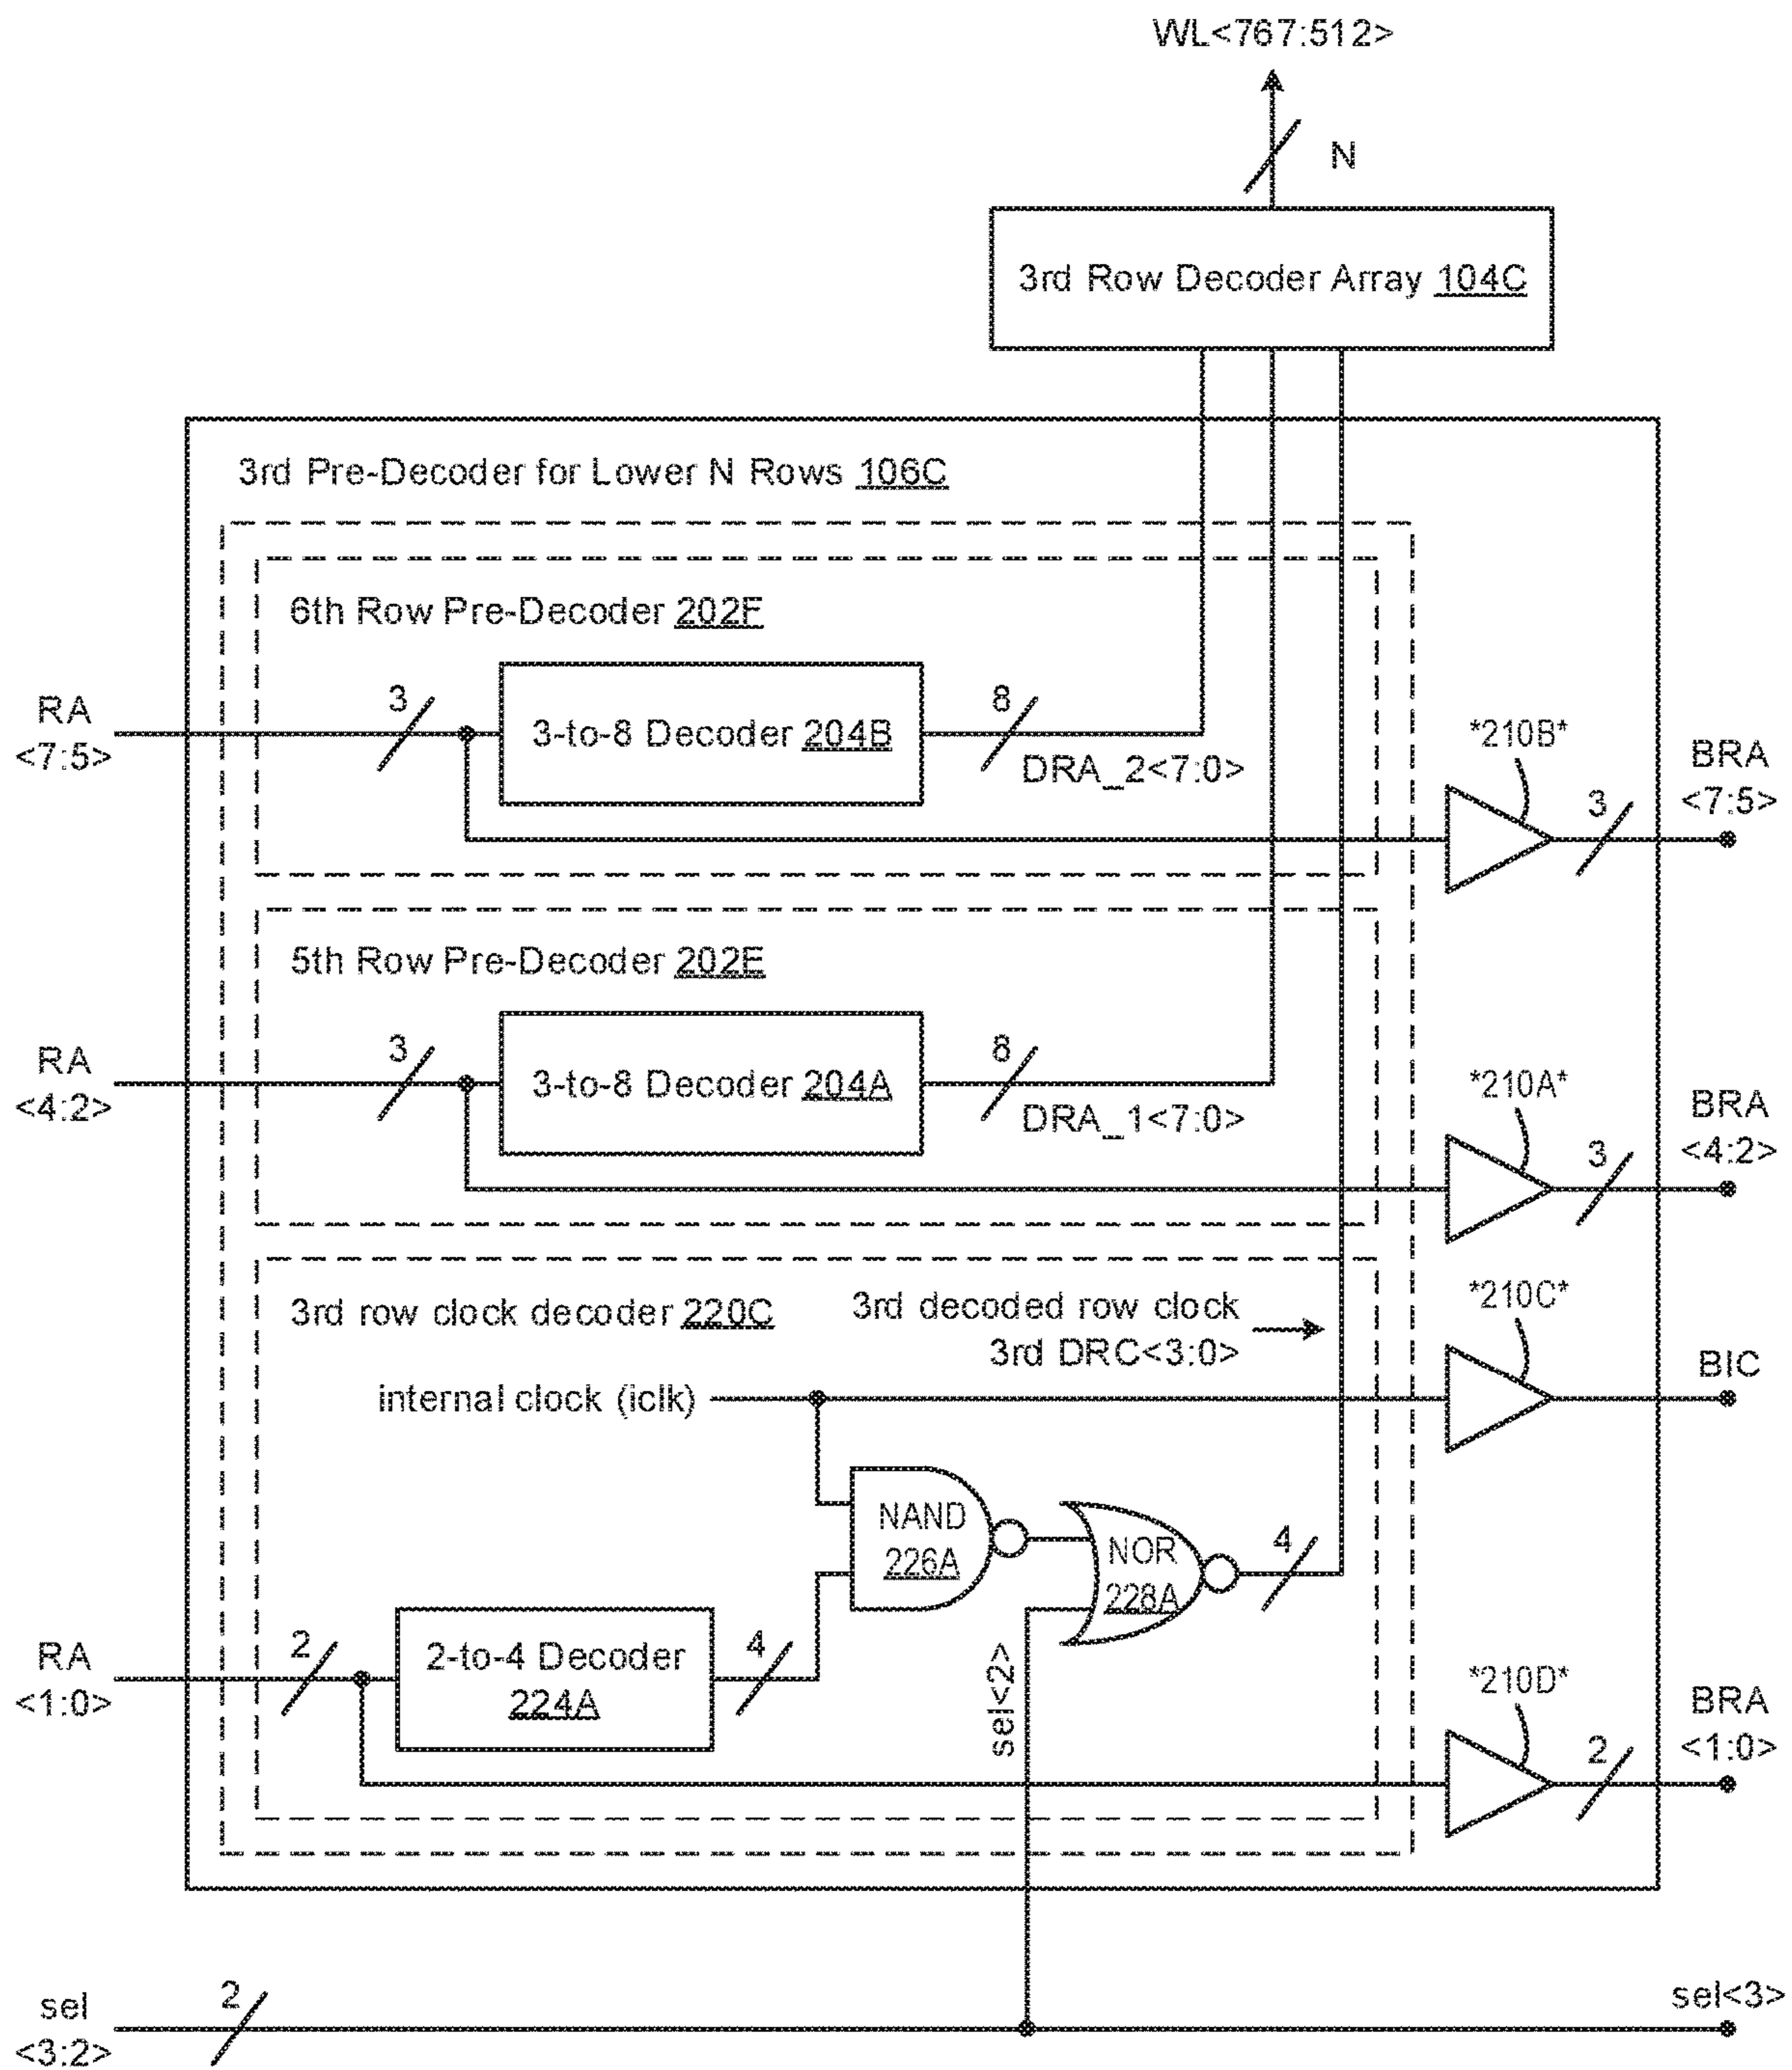 WL<767:512>
N
3rd Row Decoder Array 104C
3rd Pre-Decoder for Lower N Rows 106C
6th Row Pre-Decoder 202F
RA
<7:5>
3
3-to-8 Decoder 204B
8
DRA_2<7:0>
*210B*
3
BRA
<7:5>
5th Row Pre-Decoder 202E
RA
<4:2>
3
3-to-8 Decoder 204A
8
DRA_1<7:0>
*210A*
3
BRA
<4:2>
3rd row clock decoder 220C
3rd decoded row clock
3rd DRC<3:0>
*210C*
BIC
internal clock (iclk)
NAND
226A
NOR
228A
4
RA
<1:0>
2
2-to-4 Decoder
224A
4
sel<2>
*210D*
2
BRA
<1:0>
sel
<3:2>
2
sel<3>